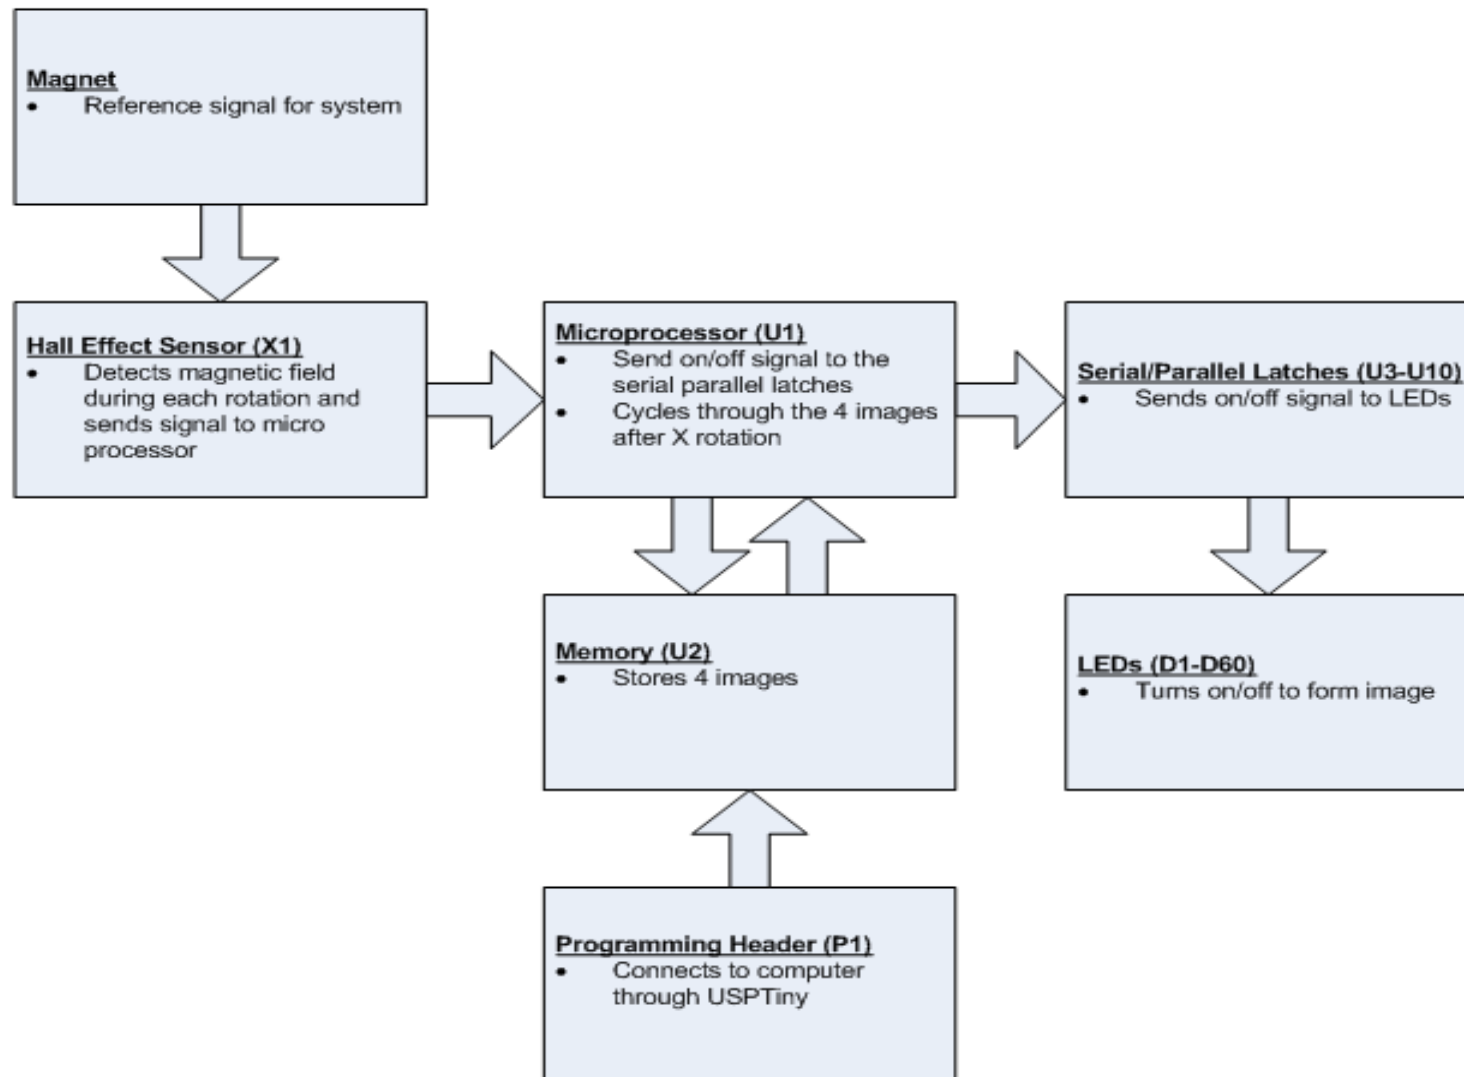 Magnet
• Reference signal for system
Hall Effect Sensor (X1)
• Detects magnetic field
during each rotation and
sends signal to micro
processor
Microprocessor (U1)
• Send on/off signal to the
serial parallel latches
• Cycles through the 4 images
after X rotation
Serial/Parallel Latches (U3-U10)
• Sends on/off signal to LEDs
Memory (U2)
• Stores 4 images
LEDs (D1-D60)
• Turns on/off to form image
Programming Header (P1)
• Connects to computer
through USPTiny